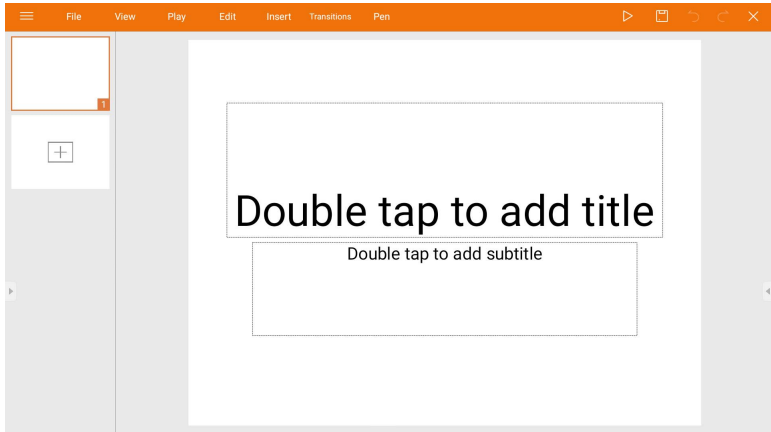 File View Play Edit Insert Transitions Pen
1
Double tap to add title
Double tap to add subtitle